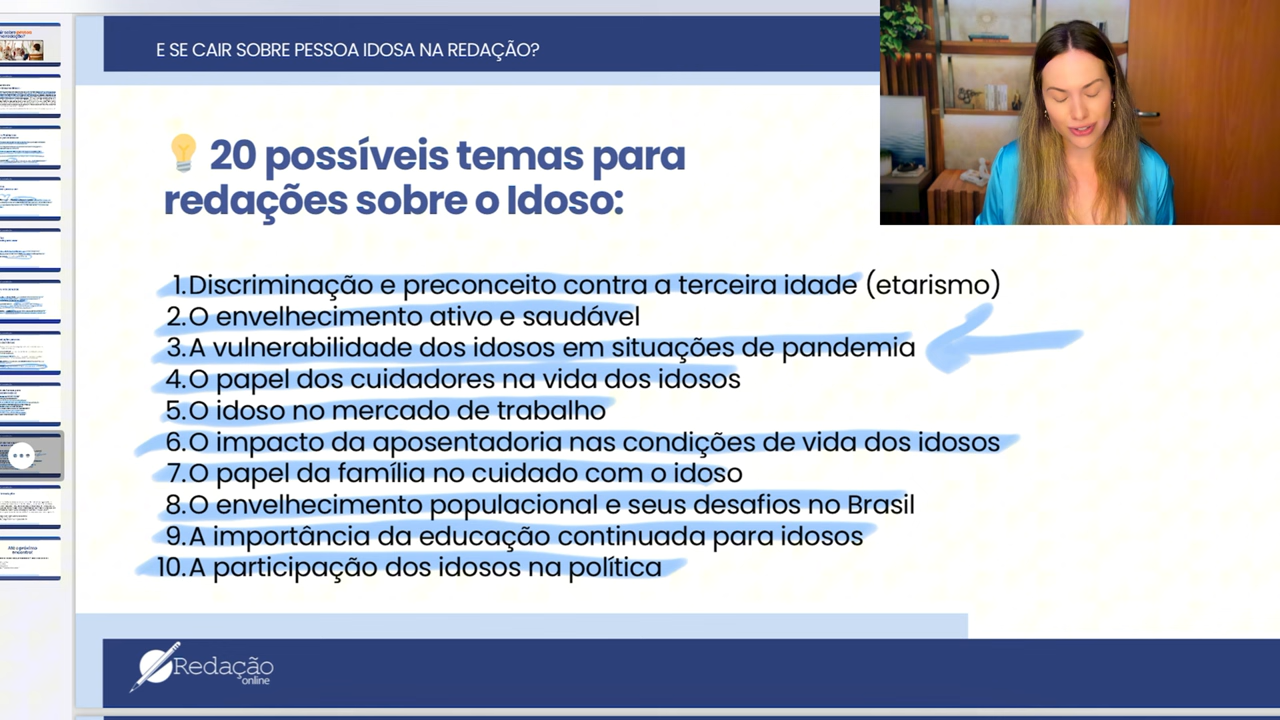 E SE CAIR SOBRE PESSOA IDOSA NA REDAÇÃO?
20 possíveis temas para
redações sobre o Idoso:
1. Discriminação e preconceito contra a terceira idade (etarismo)
2. O envelhecimento ativo e saudável
3. A vulnerabilidade dos idosos em situações de pandemia
4. O papel dos cuidadores na vida dos idosos
5. O idoso no mercado de trabalho
6. O impacto da aposentadoria nas condições de vida dos idosos
7. O papel da família no cuidado com o idoso
8. O envelhecimento populacional e seus desafios no Brasil
9. A importância da educação continuada para idosos
10. A participação dos idosos na política
Redação
online